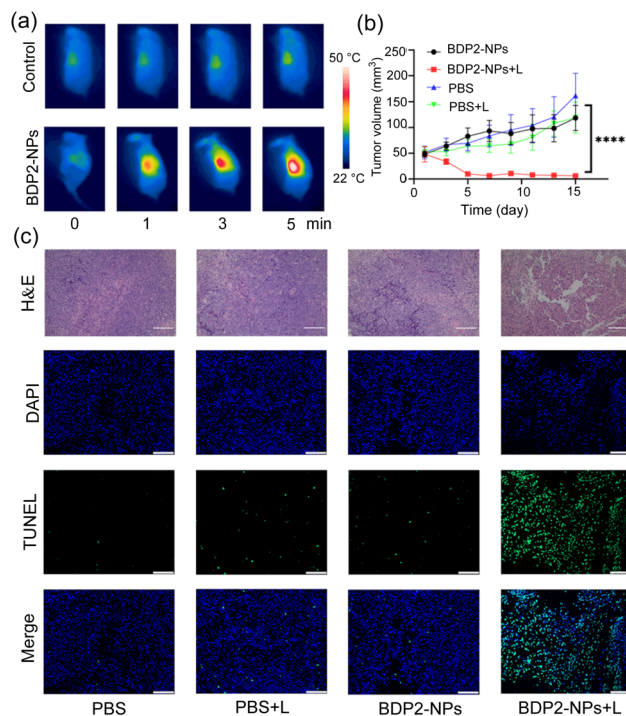 (a)
Control
BDP2-NPs
50 °C
22 °C
0 1 3 5 min
(b)
Tumor volume (mm³)
250
200
150
100
50
0
BDP2-NPs
BDP2-NPs+L
PBS
PBS+L
****
0 5 10 15
Time (day)
(c)
H&E
DAPI
TUNEL
Merge
PBS PBS+L BDP2-NPs BDP2-NPs+L